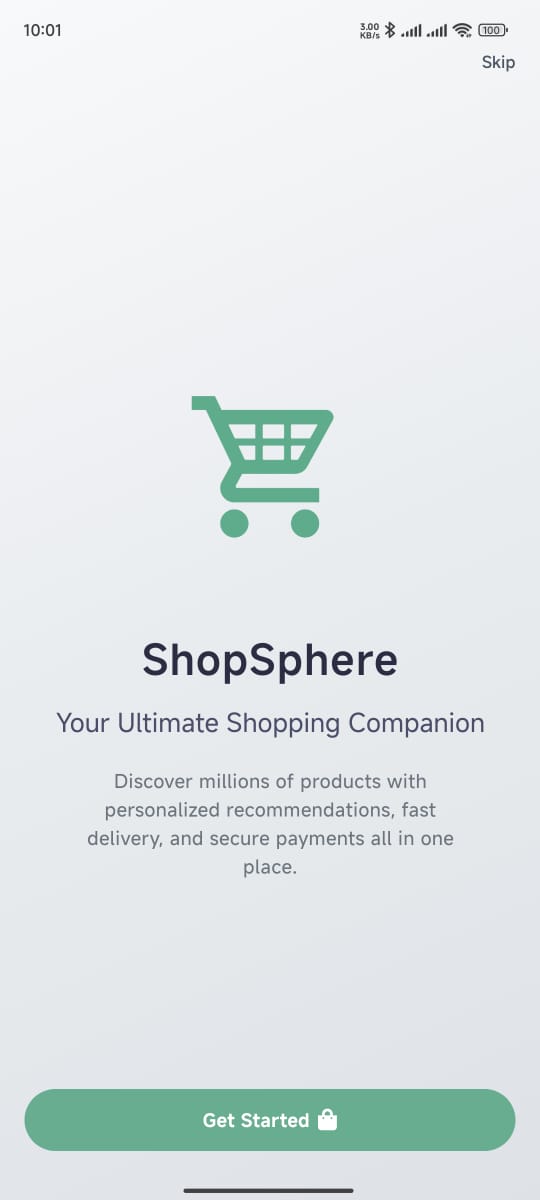 10:01
3.00
KB/s
100
Skip
ShopSphere
Your Ultimate Shopping Companion
Discover millions of products with
personalized recommendations, fast
delivery, and secure payments all in one
place.
Get Started